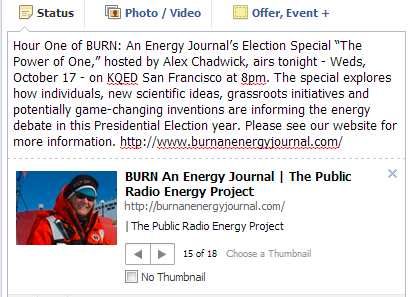 Status Photo / Video Offer, Event +
Hour One of BURN: An Energy Journal's Election Special "The
Power of One," hosted by Alex Chadwick, airs tonight - Weds,
October 17 - on KQED San Francisco at 8pm. The special explores
how individuals, new scientific ideas, grassroots initiatives and
potentially game-changing inventions are informing the energy
debate in this Presidential Election year. Please see our website for
more information. http://www.burnanenergyjournal.com/
BURN An Energy Journal | The Public
Radio Energy Project
http://burnanenergyjournal.com/
| The Public Radio Energy Project
15 of 18 Choose a Thumbnail
No Thumbnail